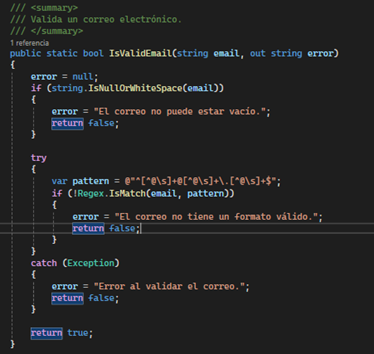 /// <summary>
/// Valida un correo electrónico.
/// </summary>
1 referencia
public static bool IsValidEmail(string email, out string error)
{
    error = null;
    if (string.IsNullOrWhiteSpace(email))
    {
        error = "El correo no puede estar vacío.";
        return false;
    }

    try
    {
        var pattern = @"^[^@\s]+@[^@\s]+\.[^@\s]+$";
        if (!Regex.IsMatch(email, pattern))
        {
            error = "El correo no tiene un formato válido.";
            return false;
        }
    }
    catch (Exception)
    {
        error = "Error al validar el correo.";
        return false;
    }

    return true;
}